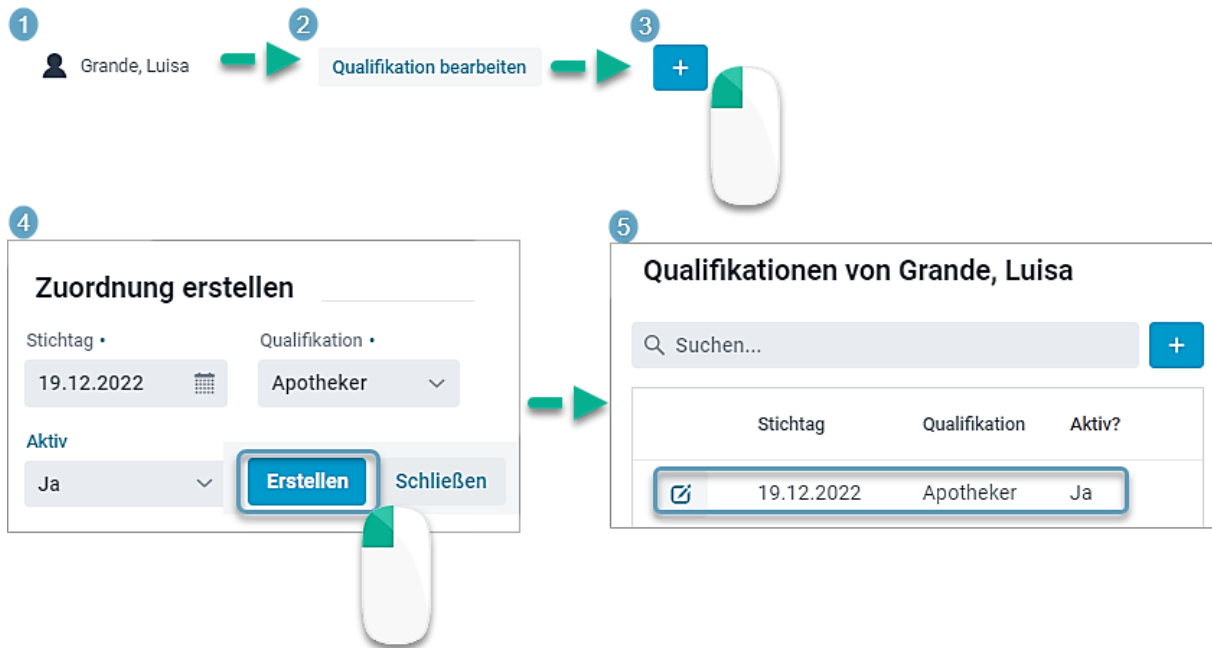 1
2
3
Grande, Luisa
Qualifikation bearbeiten
+
4
Zuordnung erstellen
Stichtag •
Qualifikation •
19.12.2022
Apotheker
Aktiv
Ja
Erstellen
Schließen
5
Qualifikationen von Grande, Luisa
Suchen...
+
Stichtag
Qualifikation
Aktiv?
19.12.2022
Apotheker
Ja